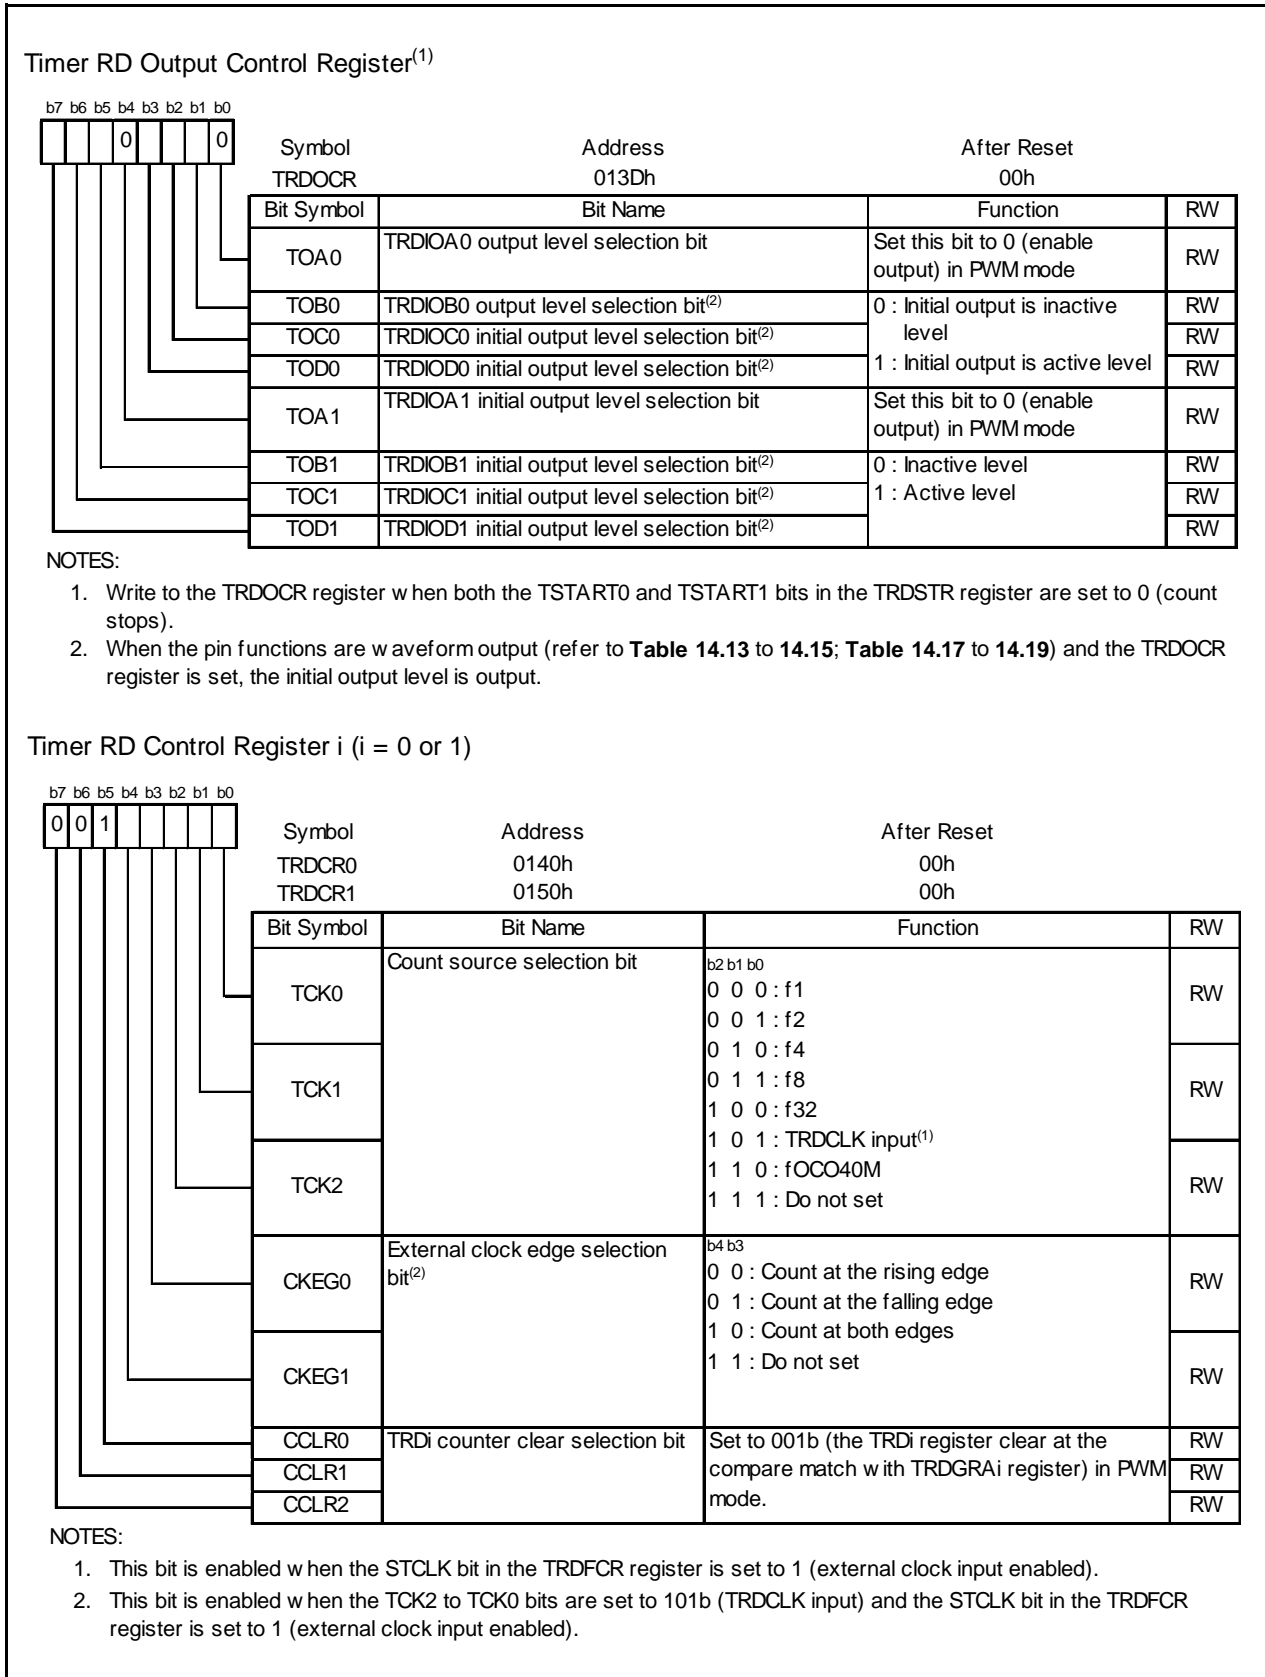 Timer RD Output Control Register(1)
b7 b6 b5 b4 b3 b2 b1 b0
0 0
Symbol Address After Reset
TRDOCR 013Dh 00h
Bit Symbol Bit Name Function RW
TOA0 TRDIOA0 output level selection bit Set this bit to 0 (enable output) in PWM mode RW
TOB0 TRDIOB0 output level selection bit(2) 0 : Initial output is inactive level RW
TOC0 TRDIOC0 initial output level selection bit(2) RW
TOD0 TRDIOD0 initial output level selection bit(2) 1 : Initial output is active level RW
TOA1 TRDIOA1 initial output level selection bit Set this bit to 0 (enable output) in PWM mode RW
TOB1 TRDIOB1 initial output level selection bit(2) 0 : Inactive level RW
TOC1 TRDIOC1 initial output level selection bit(2) 1 : Active level RW
TOD1 TRDIOD1 initial output level selection bit(2) RW
NOTES:
1. Write to the TRDOCR register when both the TSTART0 and TSTART1 bits in the TRDSTR register are set to 0 (count
stops).
2. When the pin functions are waveform output (refer to Table 14.13 to 14.15; Table 14.17 to 14.19) and the TRDOCR
register is set, the initial output level is output.
Timer RD Control Register i (i = 0 or 1)
b7 b6 b5 b4 b3 b2 b1 b0
0 0 1
Symbol Address After Reset
TRDCR0 0140h 00h
TRDCR1 0150h 00h
Bit Symbol Bit Name Function RW
Count source selection bit b2 b1 b0
TCK0 0 0 0 : f1 RW
0 0 1 : f2
0 1 0 : f4
TCK1 0 1 1 : f8 RW
1 0 0 : f32
1 0 1 : TRDCLK input(1)
TCK2 1 1 0 : fOCO40M RW
1 1 1 : Do not set
External clock edge selection bit(2) b4 b3
CKEG0 0 0 : Count at the rising edge RW
0 1 : Count at the falling edge
1 0 : Count at both edges
CKEG1 1 1 : Do not set RW
CCLR0 TRDi counter clear selection bit Set to 001b (the TRDi register clear at the RW
CCLR1 compare match with TRDGRAi register) in PWM RW
CCLR2 mode. RW
NOTES:
1. This bit is enabled when the STCLK bit in the TRDFCR register is set to 1 (external clock input enabled).
2. This bit is enabled when the TCK2 to TCK0 bits are set to 101b (TRDCLK input) and the STCLK bit in the TRDFCR
register is set to 1 (external clock input enabled).